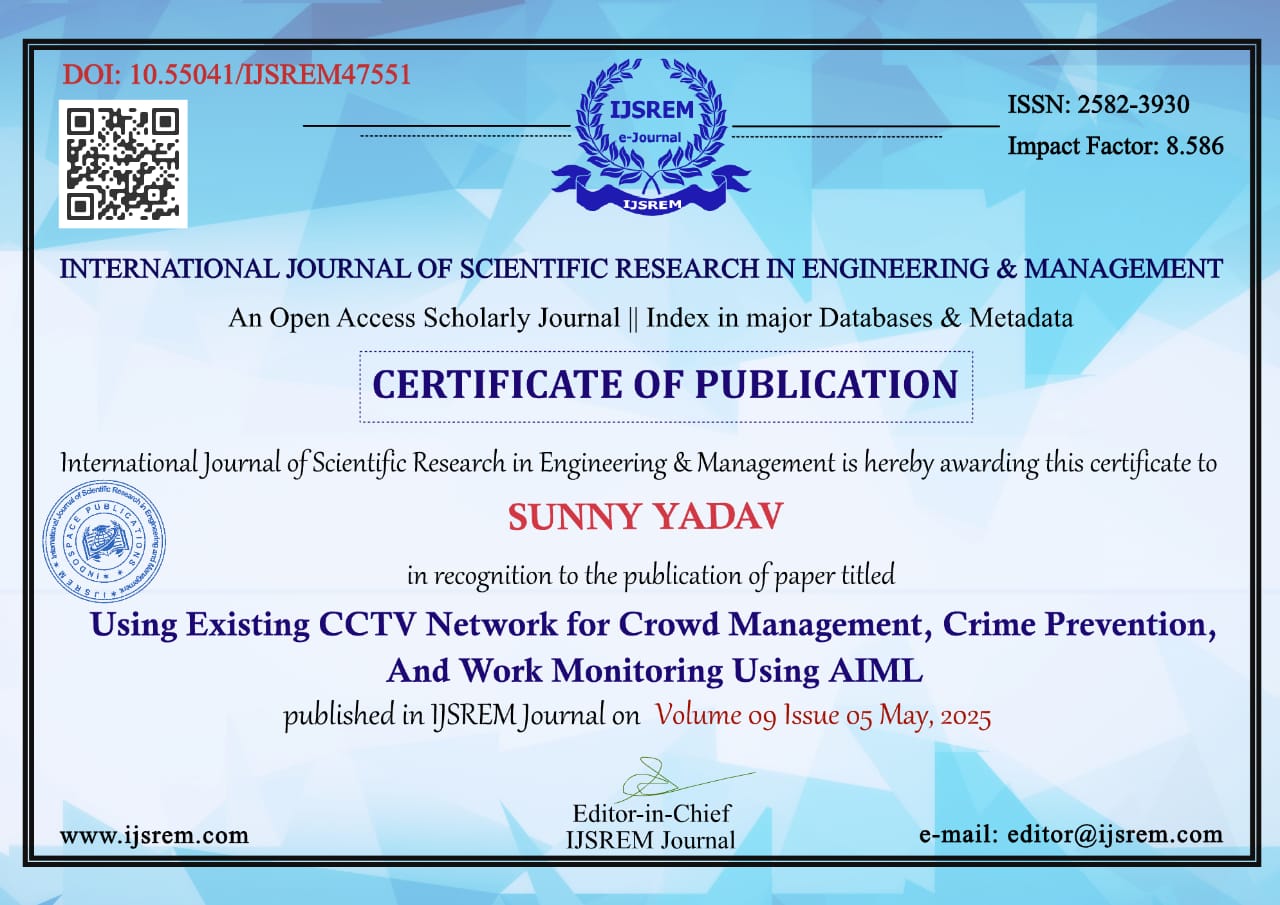 DOI: 10.55041/IJSREM47551
IJSREM
e-Journal
IJSREM
ISSN: 2582-3930
Impact Factor: 8.586
INTERNATIONAL JOURNAL OF SCIENTIFIC RESEARCH IN ENGINEERING & MANAGEMENT
An Open Access Scholarly Journal || Index in major Databases & Metadata
CERTIFICATE OF PUBLICATION
International Journal of Scientific Research in Engineering & Management is hereby awarding this certificate to
SUNNY YADAV
International Journal of Scientific Research in Engineering and Management
IJSREM
INDOSPACE PUBLICATIONS
in recognition to the publication of paper titled
Using Existing CCTV Network for Crowd Management, Crime Prevention,
And Work Monitoring Using AIML
published in IJSREM Journal on Volume 09 Issue 05 May, 2025
Editor-in-Chief
IJSREM Journal
www.ijsrem.com
e-mail: editor@ijsrem.com